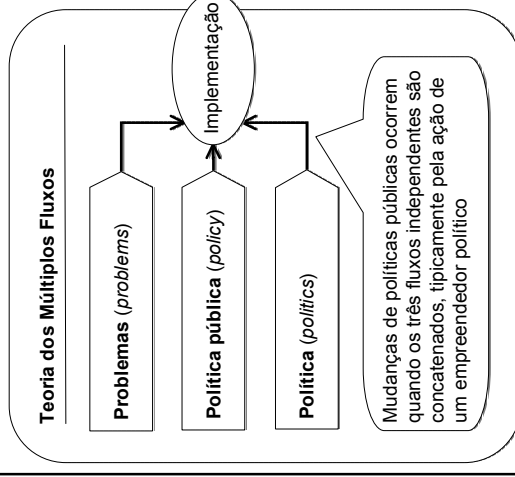 Teoria dos Múltiplos Fluxos
Problemas (problems)
Política pública (policy)
Política (politics)
Implementação
Mudanças de políticas públicas ocorrem
quando os três fluxos independentes são
concatenados, tipicamente pela ação de
um empreendedor político